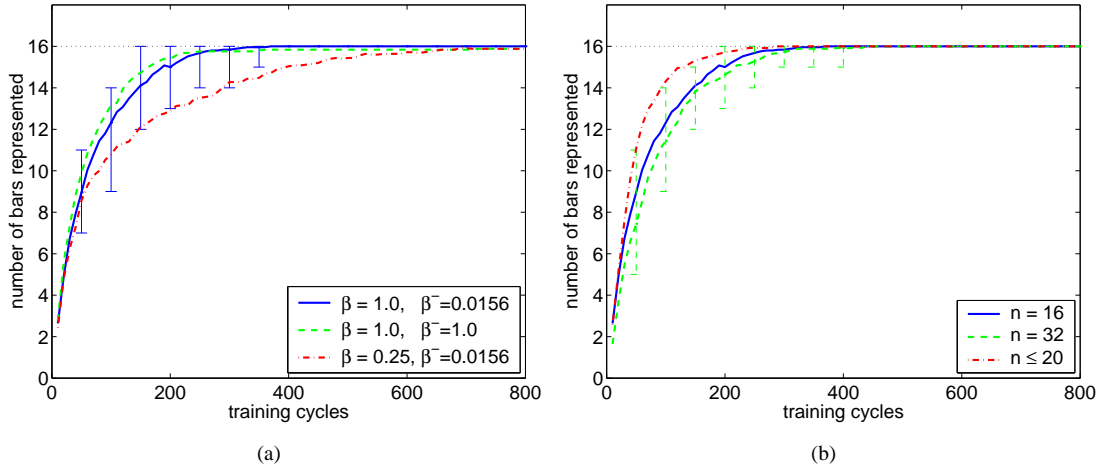 18
16
14
12
10
8
6
4
2
0
number of bars represented
β = 1.0, β⁻=0.0156
β = 1.0, β⁻=1.0
β = 0.25, β⁻=0.0156
0 200 400 600 800
training cycles
(a)
18
16
14
12
10
8
6
4
2
0
number of bars represented
n = 16
n = 32
n ≤ 20
0 200 400 600 800
training cycles
(b)